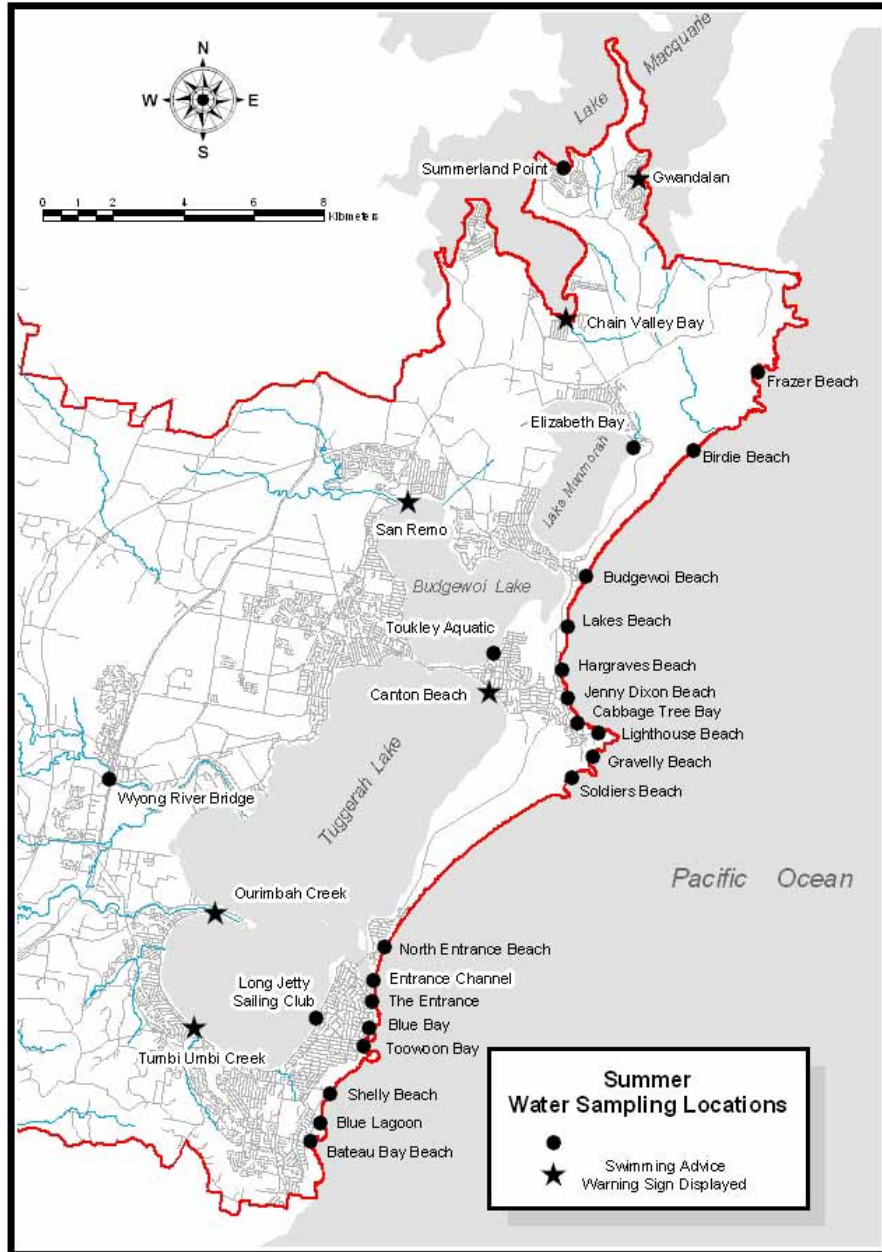 N
W
E
S
0 2 4 6 8
Kilometers
Lake Macquarie
Summerland Point
Gwandalan
Chain Valley Bay
Frazer Beach
Elizabeth Bay
Birdie Beach
Lake Munmorah
San Remo
Budgewoi Lake
Budgewoi Beach
Lakes Beach
Toukley Aquatic
Hargraves Beach
Canton Beach
Jenny Dixon Beach
Cabbage Tree Bay
Lighthouse Beach
Gravelly Beach
Soldiers Beach
Wyong River Bridge
Tuggerah Lake
Pacific Ocean
Ourimbah Creek
North Entrance Beach
Entrance Channel
Long Jetty
Sailing Club
The Entrance
Blue Bay
Tumbi Umbi Creek
Toowoon Bay
Shelly Beach
Blue Lagoon
Bateau Bay Beach
Summer
Water Sampling Locations
Swimming Advice
Warning Sign Displayed